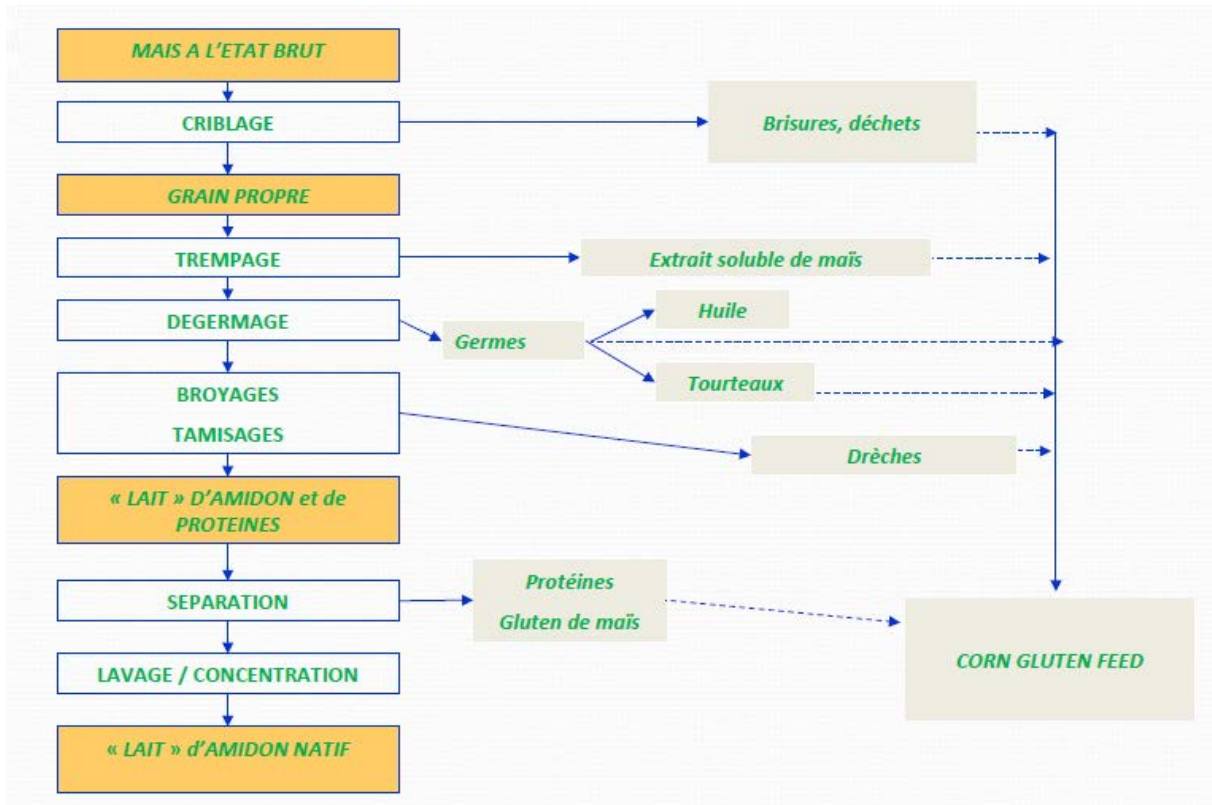 MAIS A L'ETAT BRUT
CRIBLAGE
Brisures, déchets
GRAIN PROPRE
TREMPAGE
Extrait soluble de maïs
DEGERMAGE
Germes
Huile
Tourteaux
BROYAGES
TAMISAGES
Drèches
« LAIT » D'AMIDON et de
PROTEINES
SEPARATION
Protéines
Gluten de maïs
CORN GLUTEN FEED
LAVAGE / CONCENTRATION
« LAIT » d'AMIDON NATIF